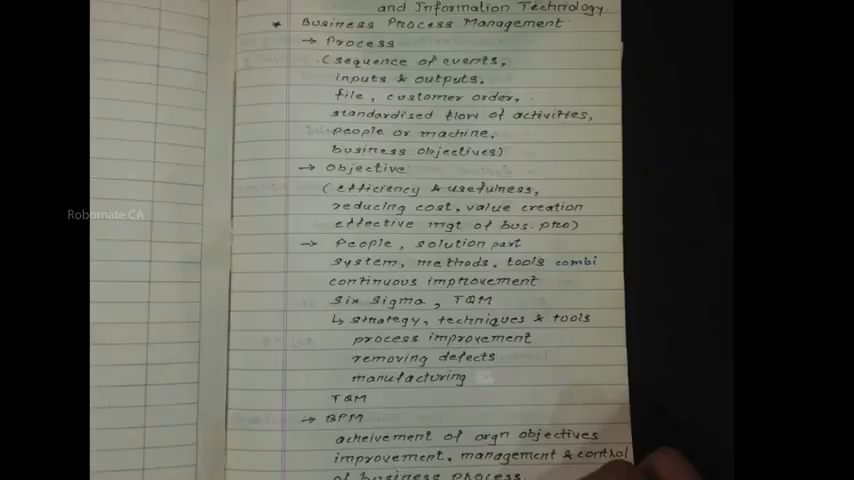 and Information Technology.
* Business Process Management
→ Process
(sequence of events,
inputs & outputs,
file, customer order,
standardised flow of activities,
people or machine,
business objectives)
→ Objective
(efficiency & usefulness,
reducing cost, value creation
effective mgt of bus. pro)
→ People, solution part
system, methods, tools combi
continuous improvement
Six Sigma, TQM
↳ strategy, techniques & tools
process improvement
removing defects
manufacturing
TQM
→ BPM
acheivement of orgn objectives
improvement, management & control
of business process.
Robomate CA